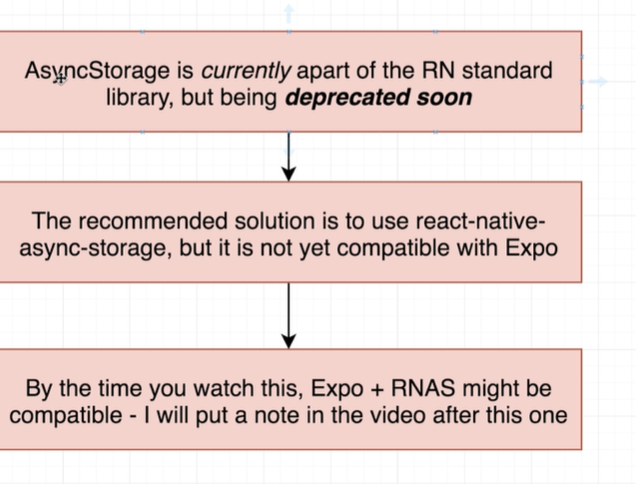 AsyncStorage is currently apart of the RN standard
library, but being deprecated soon
The recommended solution is to use react-native-
async-storage, but it is not yet compatible with Expo
By the time you watch this, Expo + RNAS might be
compatible - I will put a note in the video after this one